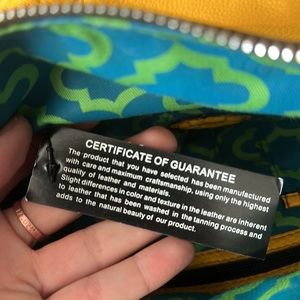 CERTIFICATE OF GUARANTEE
The product that you have selected has been manufactured
with care and maximum craftsmanship, using only the highest
quality of leather and materials.
Slight differences in color and texture in the leather are inherent
to leather that has been washed in the tanning process and
adds to the natural beauty of our product.